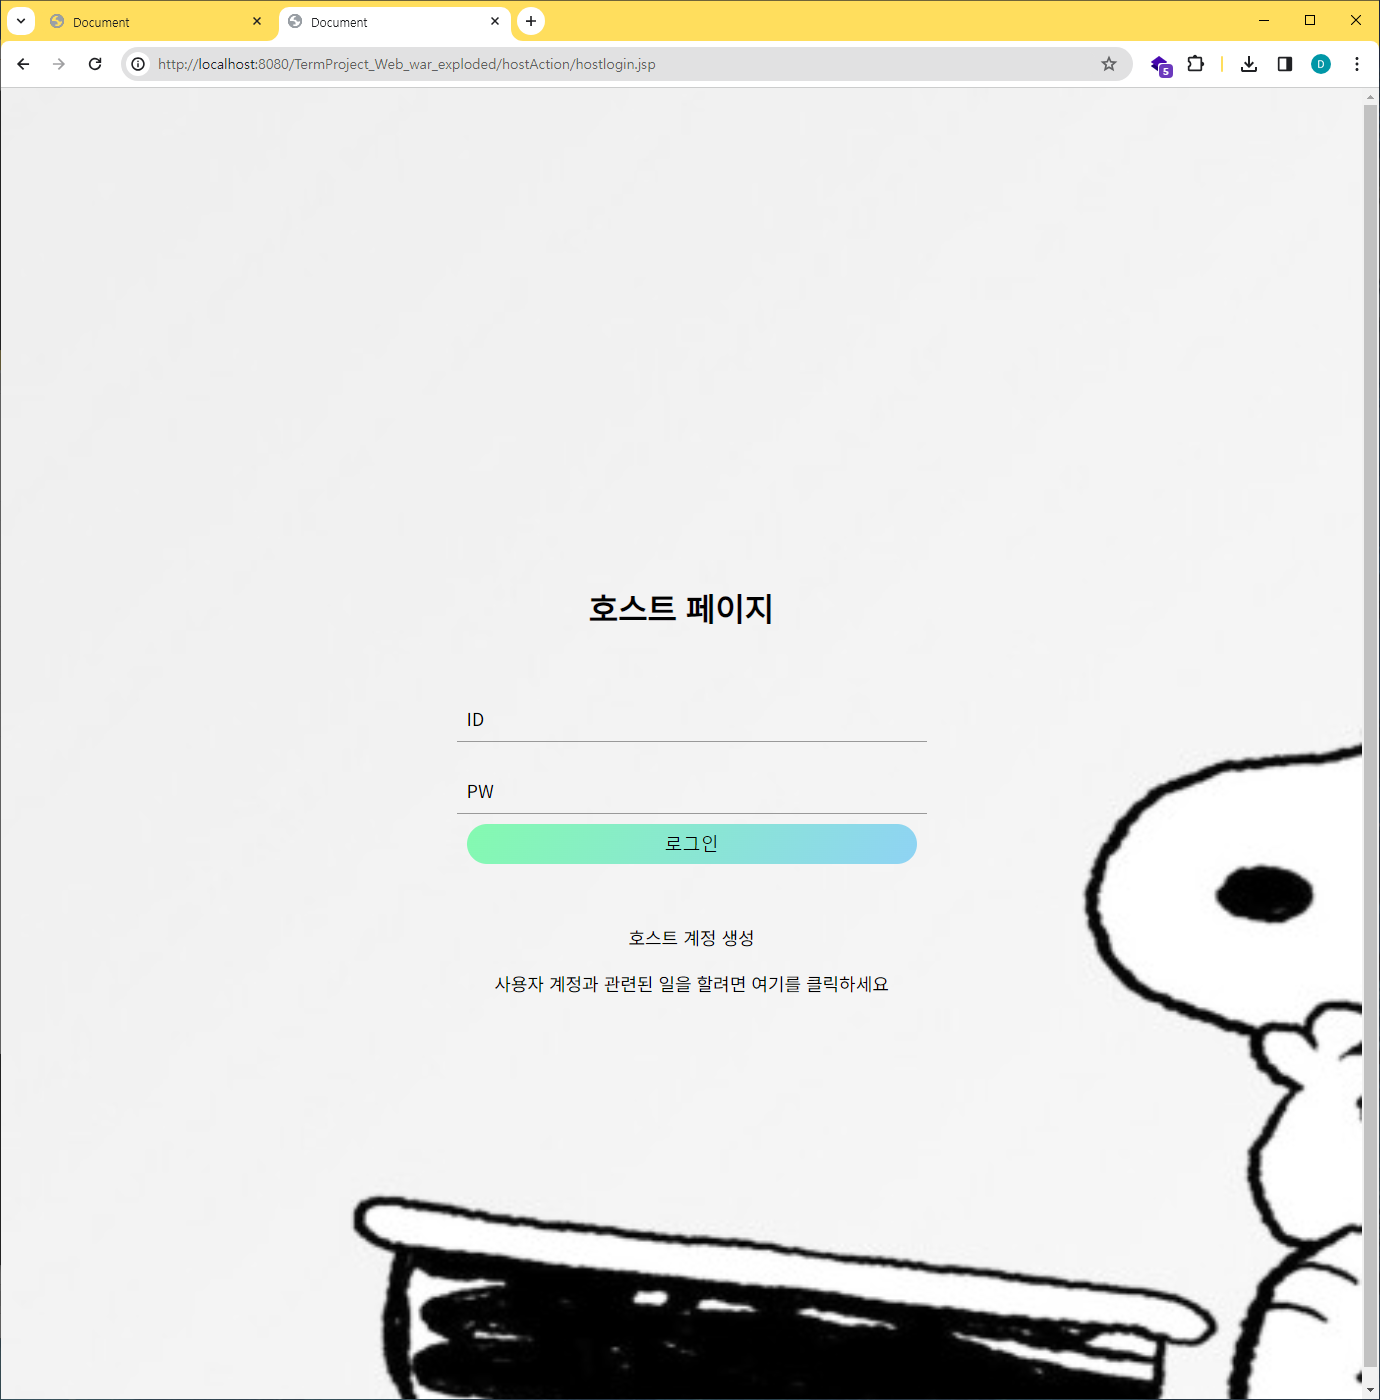 Document
Document
http://localhost:8080/TermProject_Web_war_exploded/hostAction/hostlogin.jsp
5
D
호스트 페이지
ID
PW
로그인
호스트 계정 생성
사용자 계정과 관련된 일을 할려면 여기를 클릭하세요